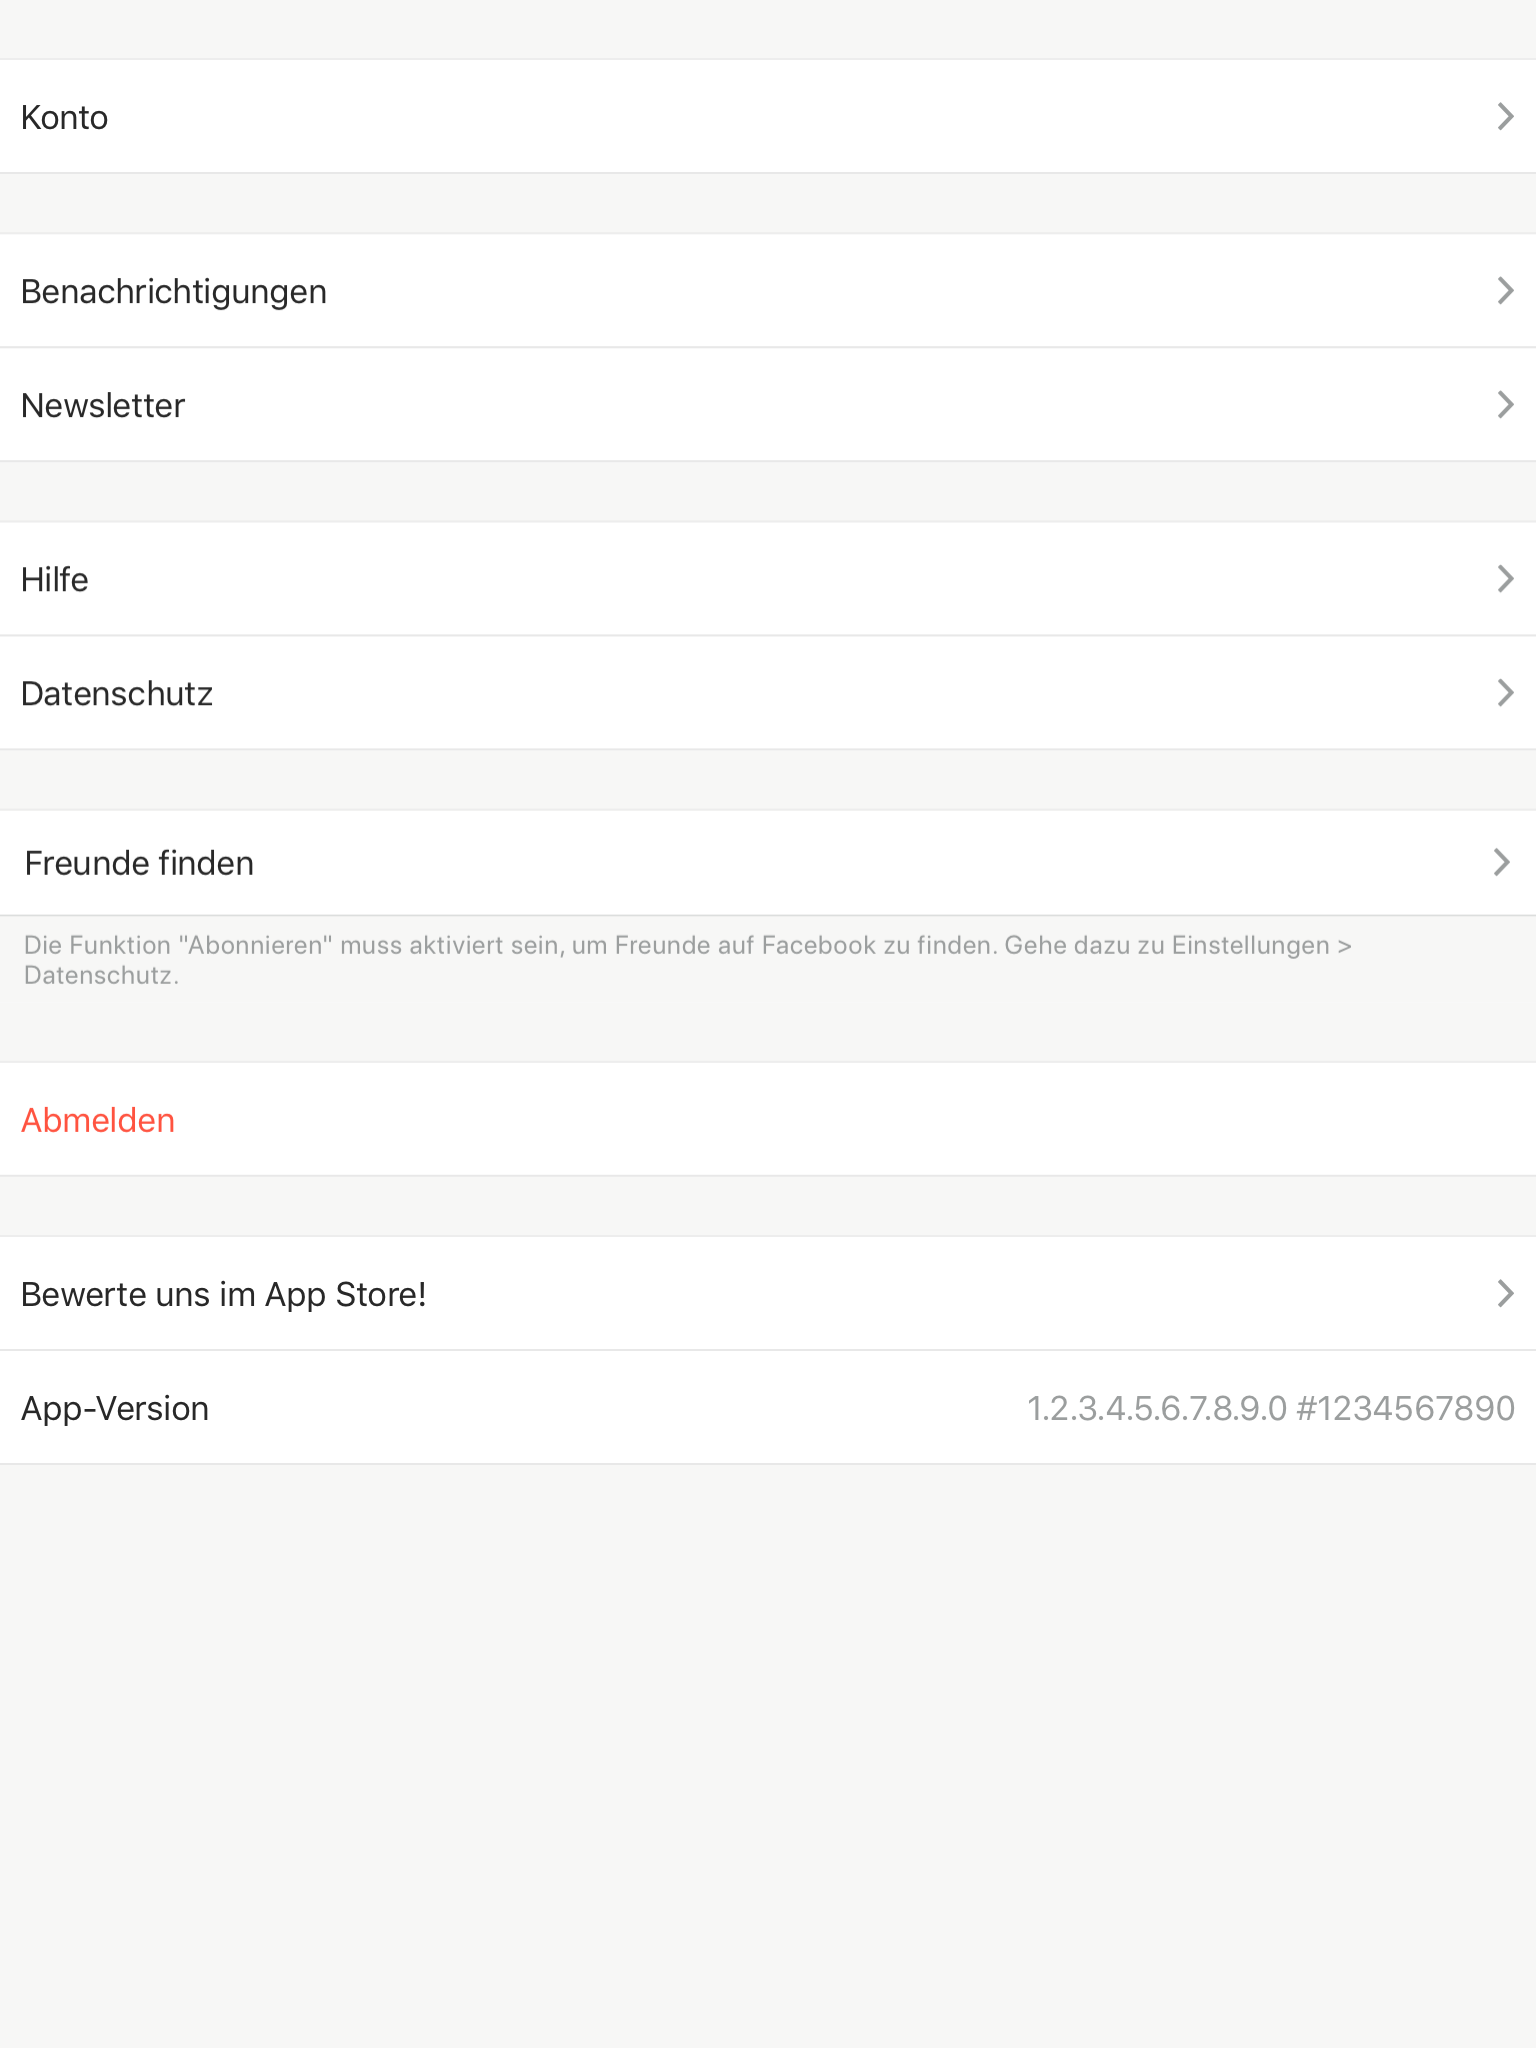 Konto
Benachrichtigungen
Newsletter
Hilfe
Datenschutz
Freunde finden
Die Funktion "Abonnieren" muss aktiviert sein, um Freunde auf Facebook zu finden. Gehe dazu zu Einstellungen >
Datenschutz.
Abmelden
Bewerte uns im App Store!
App-Version 1.2.3.4.5.6.7.8.9.0 #1234567890